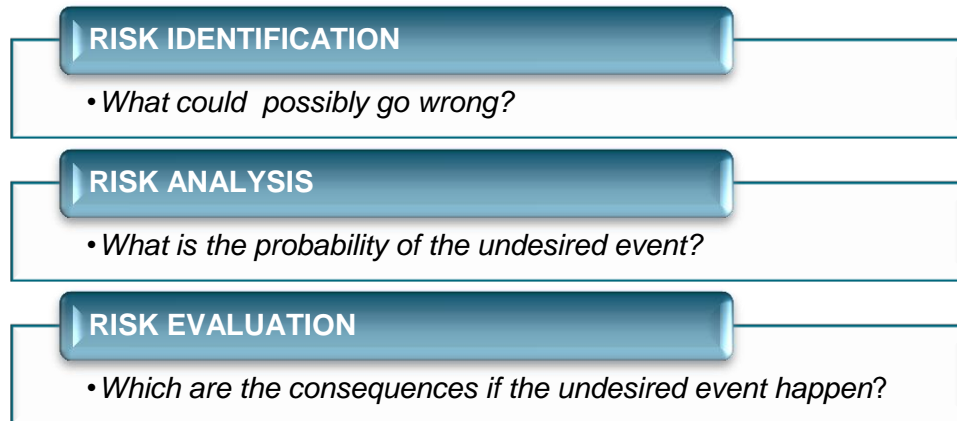 RISK IDENTIFICATION
• What could possibly go wrong?
RISK ANALYSIS
• What is the probability of the undesired event?
RISK EVALUATION
• Which are the consequences if the undesired event happen?